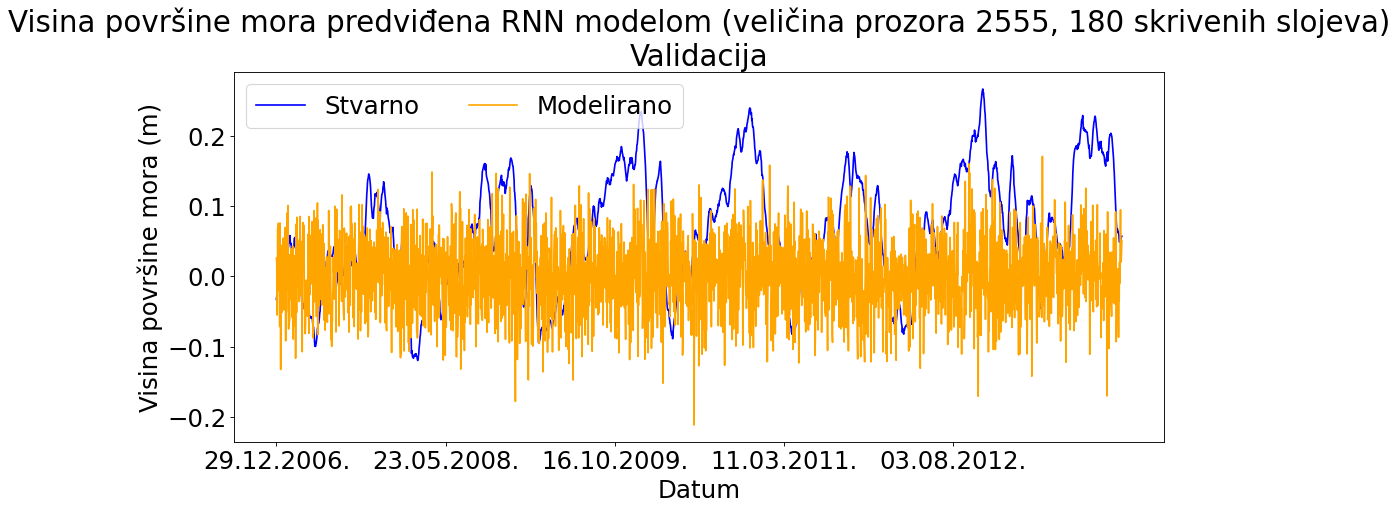 Visina površine mora predviđena RNN modelom (veličina prozora 2555, 180 skrivenih slojeva)
Validacija
Stvarno Modelirano
Visina površine mora (m)
0.2
0.1
0.0
−0.1
−0.2
29.12.2006. 23.05.2008. 16.10.2009. 11.03.2011. 03.08.2012.
Datum